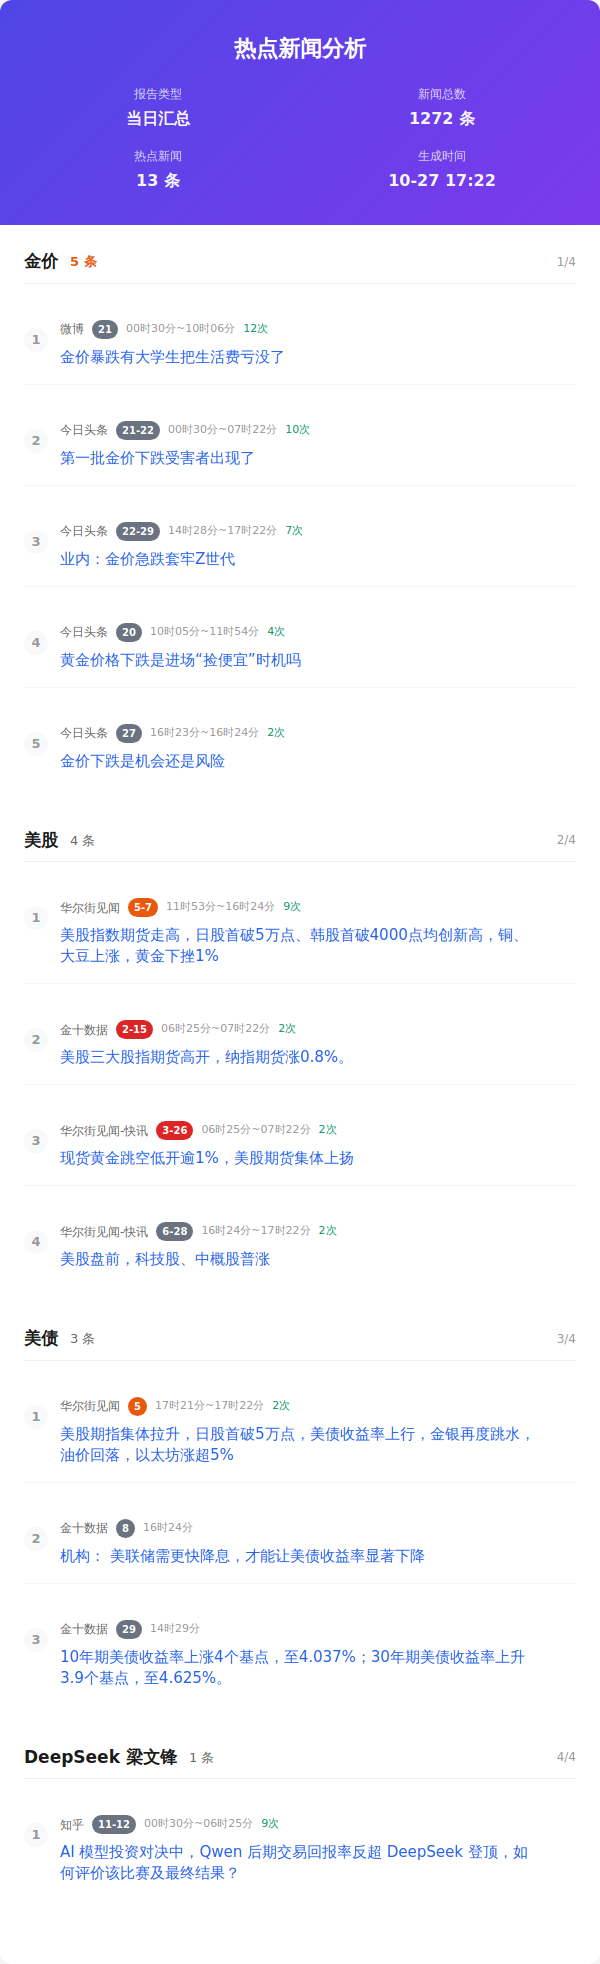 热点新闻分析
报告类型
新闻总数
当日汇总
1272 条
热点新闻
生成时间
13 条
10-27 17:22
金价 5 条 1/4
1 微博 21 00时30分~10时06分 12次
金价暴跌有大学生把生活费亏没了
2 今日头条 21-22 00时30分~07时22分 10次
第一批金价下跌受害者出现了
3 今日头条 22-29 14时28分~17时22分 7次
业内：金价急跌套牢Z世代
4 今日头条 20 10时05分~11时54分 4次
黄金价格下跌是进场“捡便宜”时机吗
5 今日头条 27 16时23分~16时24分 2次
金价下跌是机会还是风险
美股 4 条 2/4
1 华尔街见闻 5-7 11时53分~16时24分 9次
美股指数期货走高，日股首破5万点、韩股首破4000点均创新高，铜、
大豆上涨，黄金下挫1%
2 金十数据 2-15 06时25分~07时22分 2次
美股三大股指期货高开，纳指期货涨0.8%。
3 华尔街见闻-快讯 3-26 06时25分~07时22分 2次
现货黄金跳空低开逾1%，美股期货集体上扬
4 华尔街见闻-快讯 6-28 16时24分~17时22分 2次
美股盘前，科技股、中概股普涨
美债 3 条 3/4
1 华尔街见闻 5 17时21分~17时22分 2次
美股期指集体拉升，日股首破5万点，美债收益率上行，金银再度跳水，
油价回落，以太坊涨超5%
2 金十数据 8 16时24分
机构： 美联储需更快降息，才能让美债收益率显著下降
3 金十数据 29 14时29分
10年期美债收益率上涨4个基点，至4.037%；30年期美债收益率上升
3.9个基点，至4.625%。
DeepSeek 梁文锋 1 条 4/4
1 知乎 11-12 00时30分~06时25分 9次
AI 模型投资对决中，Qwen 后期交易回报率反超 DeepSeek 登顶，如
何评价该比赛及最终结果？